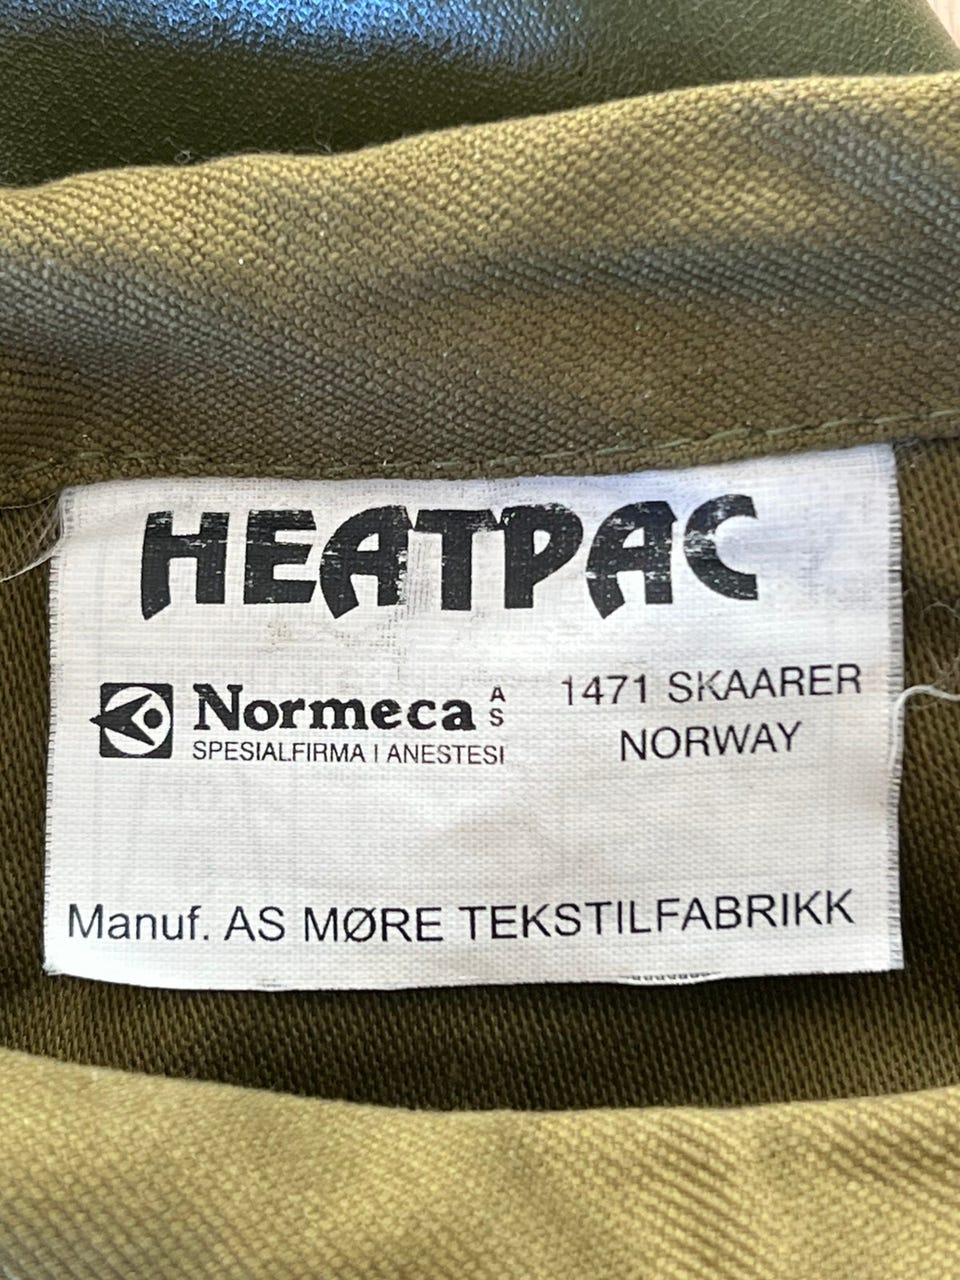 HEATPAC
Normeca AS
SPESIALFIRMA I ANESTESI
1471 SKAARER
NORWAY
Manuf. AS MØRE TEKSTILFABRIKK